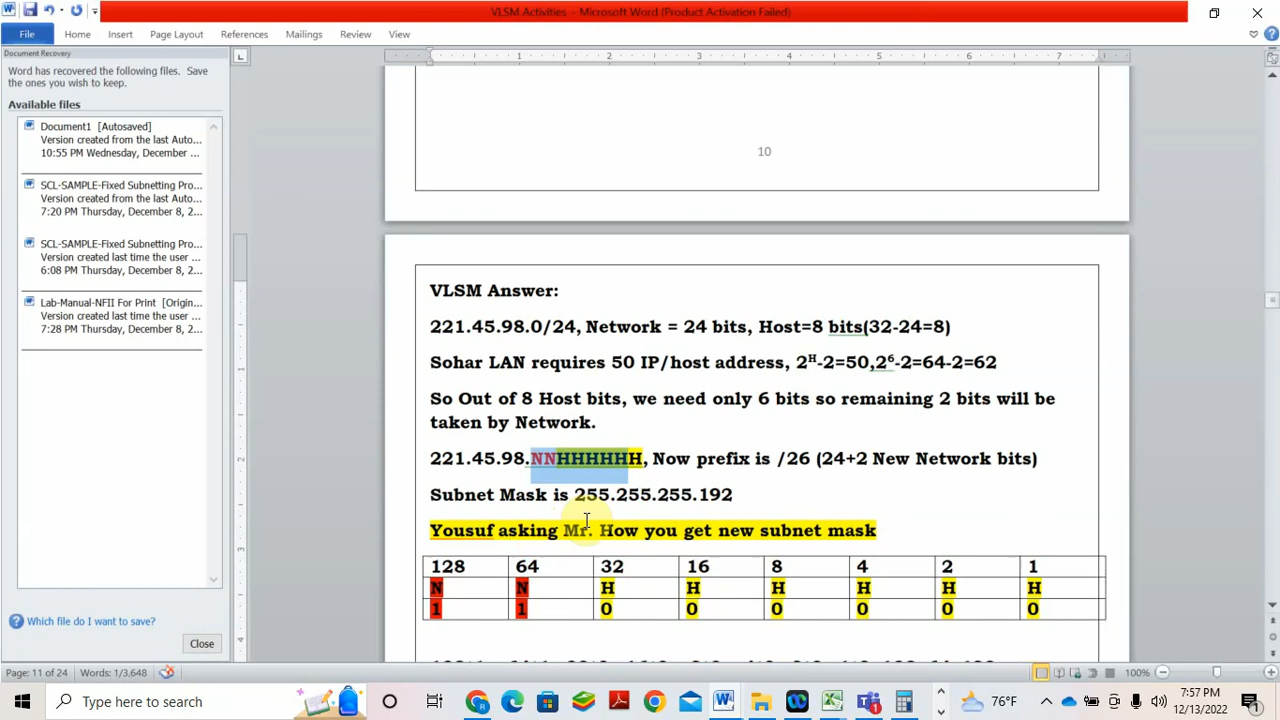 VLSM Activities - Microsoft Word (Product Activation Failed)
File Home Insert Page Layout References Mailings Review View
Document Recovery
Word has recovered the following files. Save
the ones you wish to keep.
Available files
Document1 [Autosaved]
Version created from the last Auto...
10:55 PM Wednesday, December ...
SCL-SAMPLE-Fixed Subnetting Pro...
Version created from the last Auto...
7:20 PM Thursday, December 8, 2...
SCL-SAMPLE-Fixed Subnetting Pro...
Version created last time the user ...
6:08 PM Thursday, December 8, 2...
Lab-Manual-NFII For Print [Origin...
Version created last time the user ...
7:28 PM Thursday, December 8, 2...
Which file do I want to save?
Close
1 2 3 4 5 6 7
10
VLSM Answer:
221.45.98.0/24, Network = 24 bits, Host=8 bits(32-24=8)
Sohar LAN requires 50 IP/host address, 2ᴴ-2=50,2⁶-2=64-2=62
So Out of 8 Host bits, we need only 6 bits so remaining 2 bits will be
taken by Network.
221.45.98.NNHHHHHH, Now prefix is /26 (24+2 New Network bits)
Subnet Mask is 255.255.255.192
Yousuf asking Mr. How you get new subnet mask
128 64 32 16 8 4 2 1
N N H H H H H H
1 1 0 0 0 0 0 0
Page: 11 of 24 Words: 1/3,648 100%
Type here to search
76°F
7:57 PM
12/13/2022